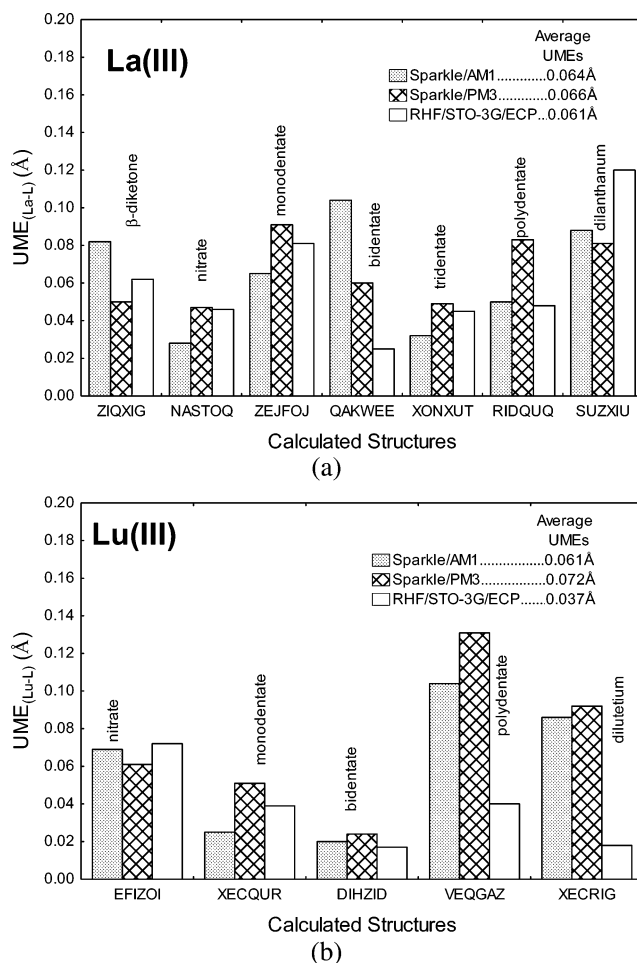 La(III)
Average
UMEs
Sparkle/AM1..............0.064Å
Sparkle/PM3..............0.066Å
RHF/STO-3G/ECP...0.061Å
UME(La-L) (Å)
0.20
0.18
0.16
0.14
0.12
0.10
0.08
0.06
0.04
0.02
0.00
β-diketone
nitrate
monodentate
bidentate
tridentate
polydentate
dilanthanum
ZIQXIG NASTOQ ZEJFOJ QAKWEE XONXUT RIDQUQ SUZXIU
Calculated Structures
(a)
Lu(III)
Average
UMEs
Sparkle/AM1.................0.061Å
Sparkle/PM3.................0.072Å
RHF/STO-3G/ECP......0.037Å
UME(Lu-L) (Å)
0.20
0.18
0.16
0.14
0.12
0.10
0.08
0.06
0.04
0.02
0.00
nitrate
monodentate
bidentate
polydentate
dilutetium
EFIZOI XECQUR DIHZID VEQGAZ XECRIG
Calculated Structures
(b)